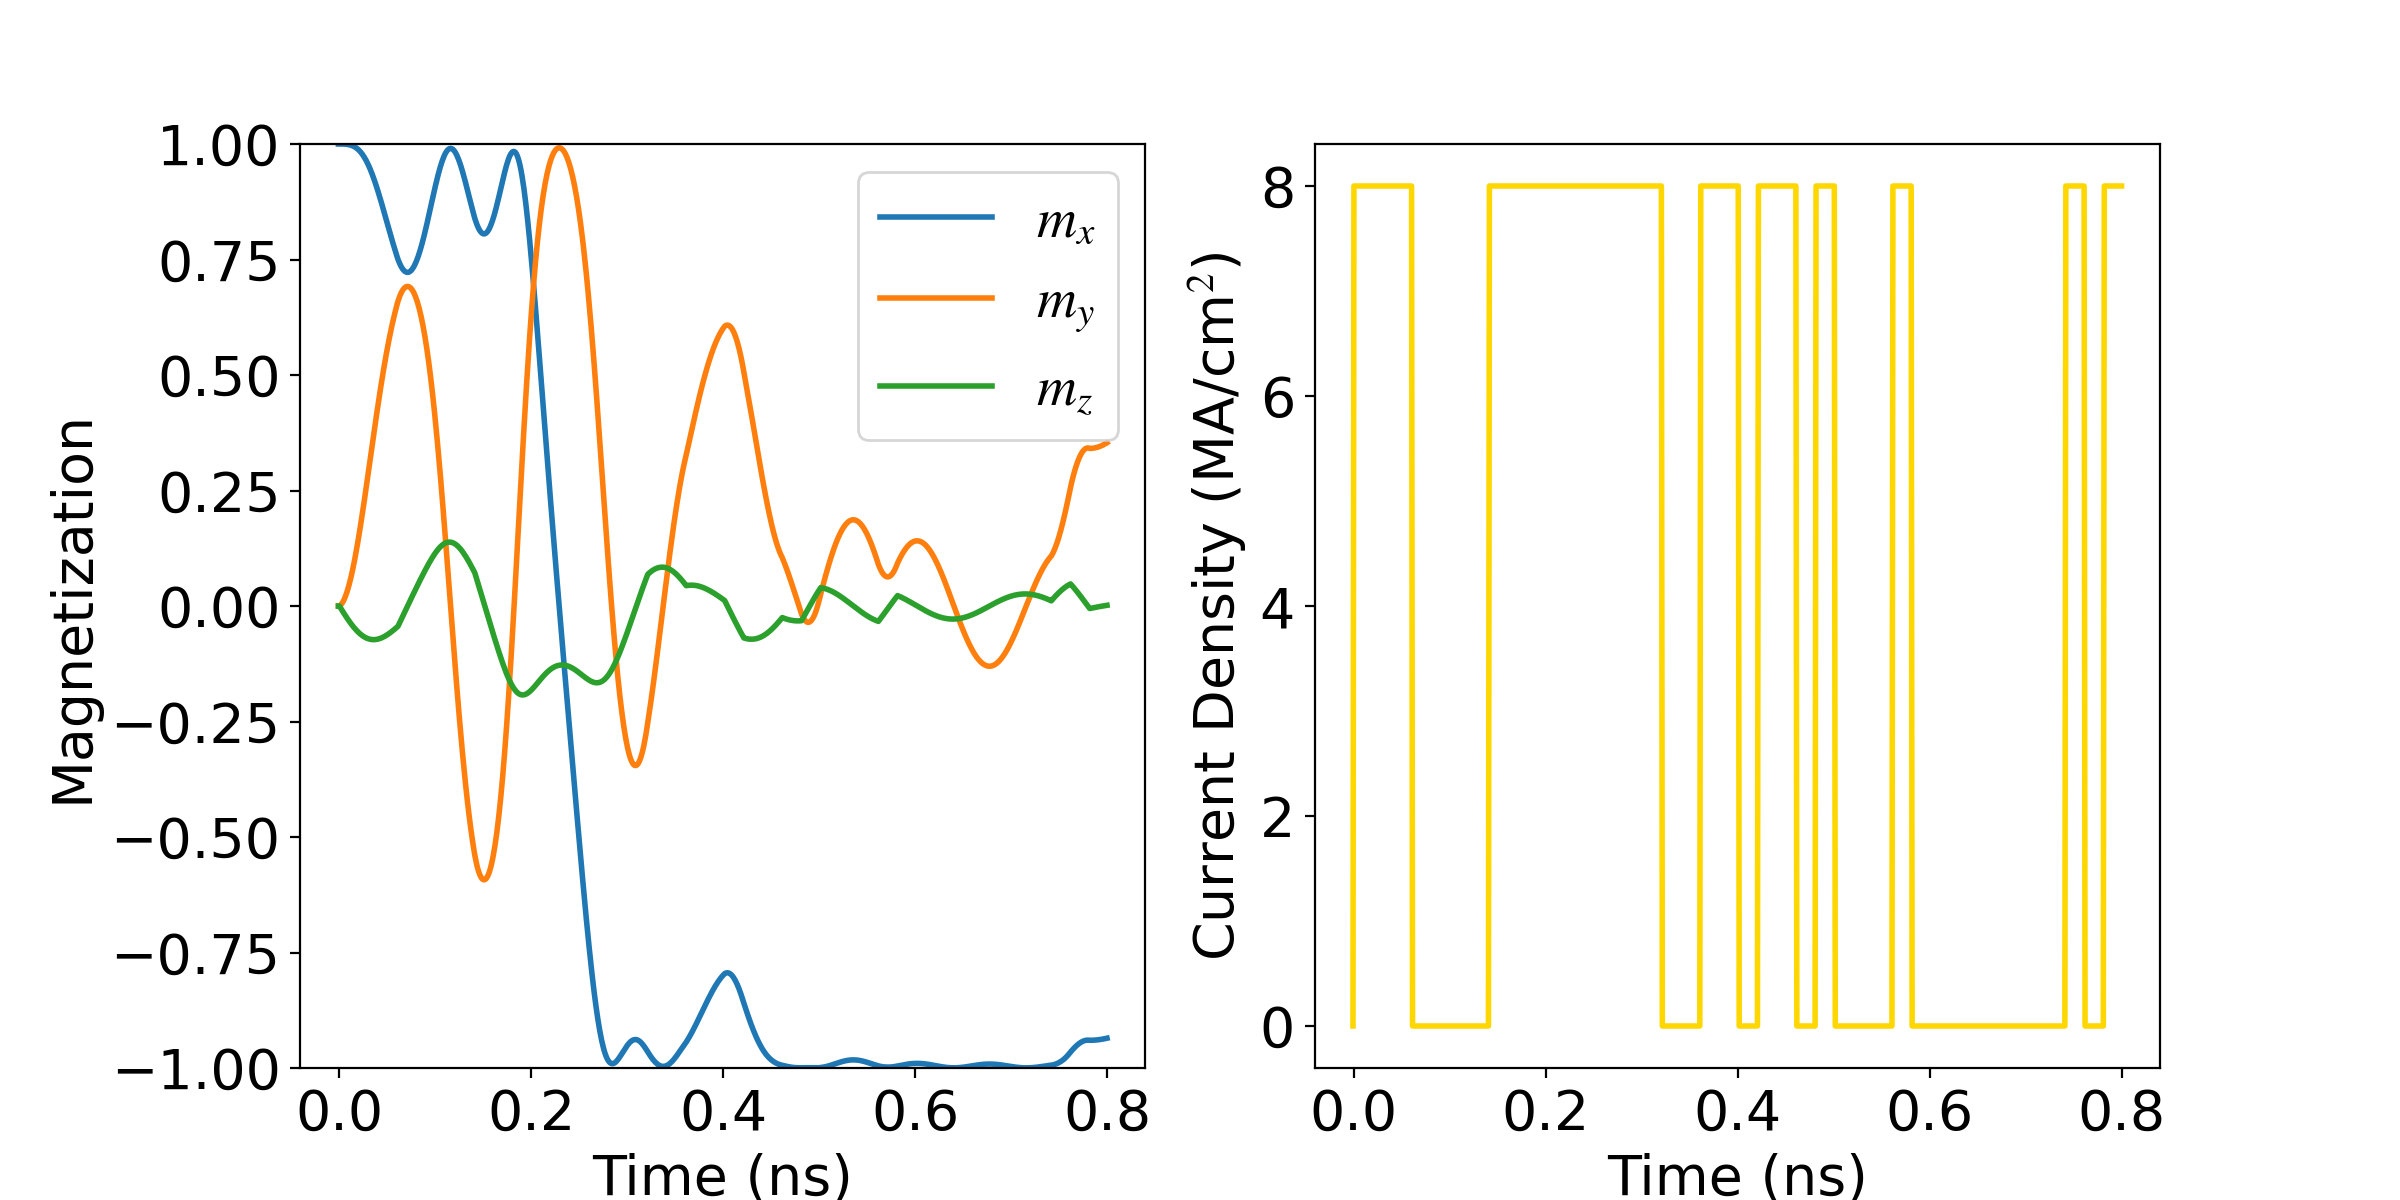 1.00
0.75
0.50
0.25
0.00
−0.25
−0.50
−0.75
−1.00
Magnetization
0.0 0.2 0.4 0.6 0.8
Time (ns)
m_x
m_y
m_z
8
6
4
2
0
Current Density (MA/cm²)
0.0 0.2 0.4 0.6 0.8
Time (ns)